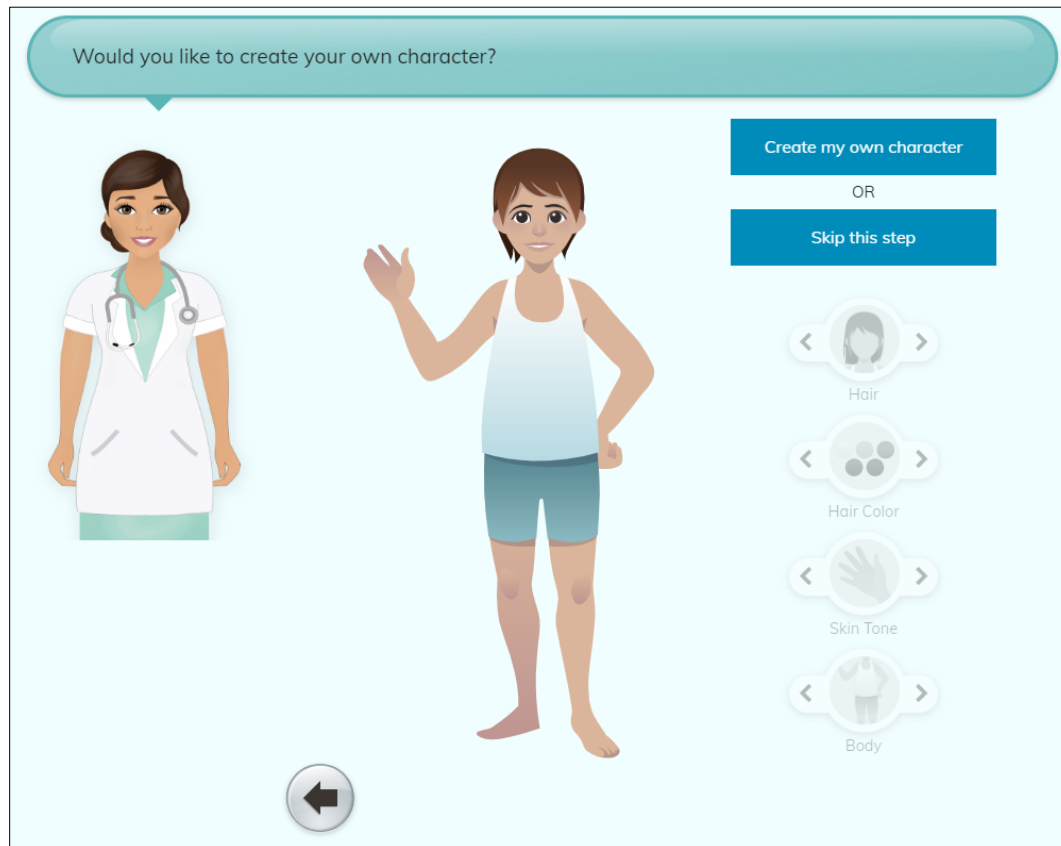 Would you like to create your own character?
Create my own character
OR
Skip this step
Hair
Hair Color
Skin Tone
Body